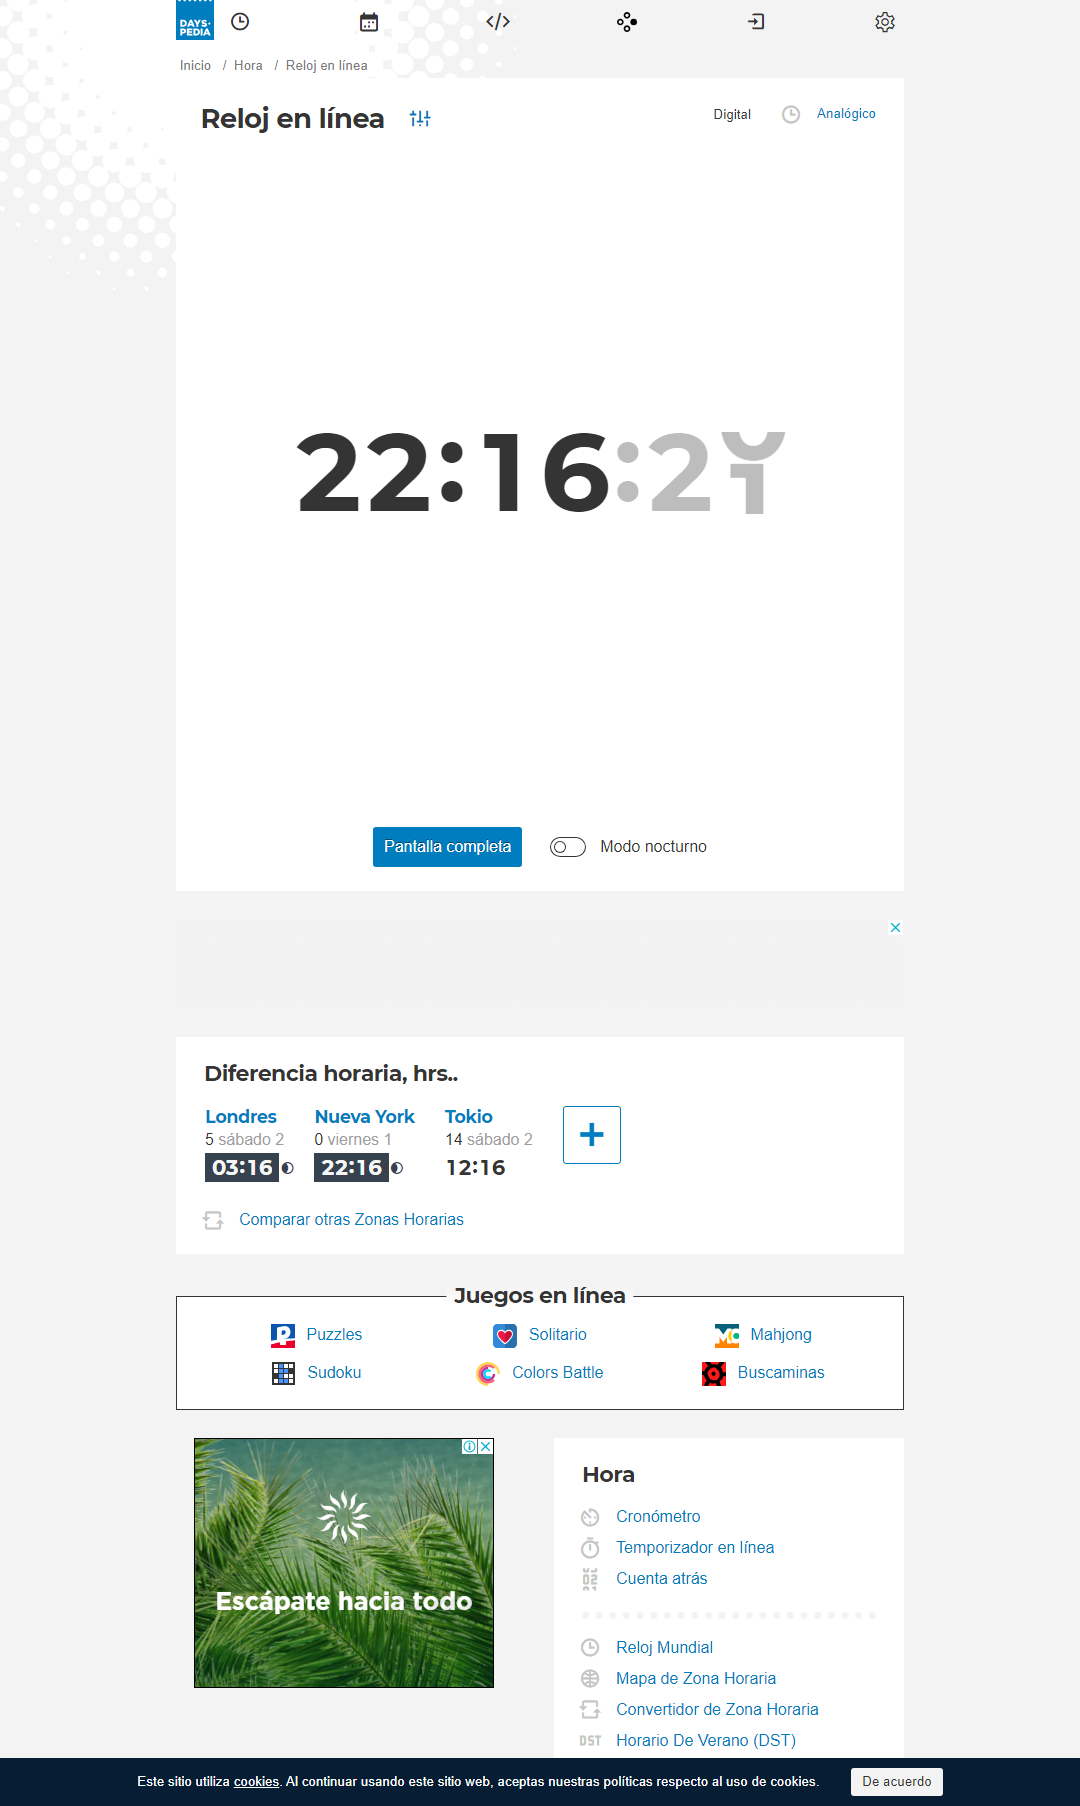 DAYS•
PEDIA
Inicio / Hora / Reloj en línea
Reloj en línea
Digital
Analógico
22:16:2
Pantalla completa
Modo nocturno
Diferencia horaria, hrs..
Londres
5 sábado 2
03:16
Nueva York
0 viernes 1
22:16
Tokio
14 sábado 2
12:16
+
Comparar otras Zonas Horarias
Juegos en línea
Puzzles
Solitario
Mahjong
Sudoku
Colors Battle
Buscaminas
Escápate hacia todo
Hora
Cronómetro
Temporizador en línea
Cuenta atrás
Reloj Mundial
Mapa de Zona Horaria
Convertidor de Zona Horaria
DST Horario De Verano (DST)
Este sitio utiliza cookies. Al continuar usando este sitio web, aceptas nuestras políticas respecto al uso de cookies.
De acuerdo